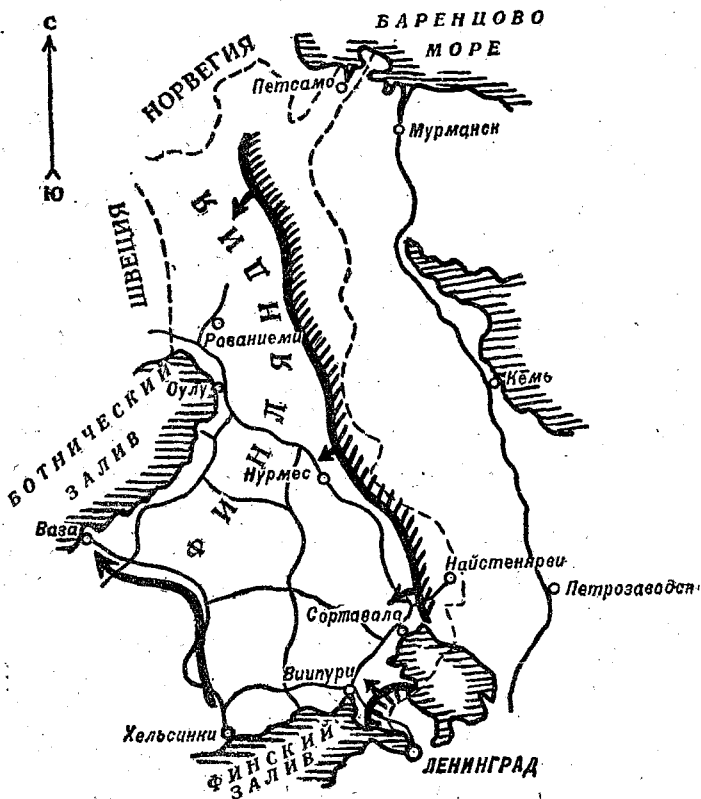 С
Ю
БАРЕНЦОВО
МОРЕ
НОРВЕГИЯ
Петсамо
Мурманск
ШВЕЦИЯ
ФИНЛЯНДИЯ
Рованиеми
Оулу
Кемь
БОТНИЧЕСКИЙ
ЗАЛИВ
Нурмес
Ваза
Найстенярви
Петрозаводск
Сортавала
Виипури
Хельсинки
ФИНСКИЙ
ЗАЛИВ
ЛЕНИНГРАД